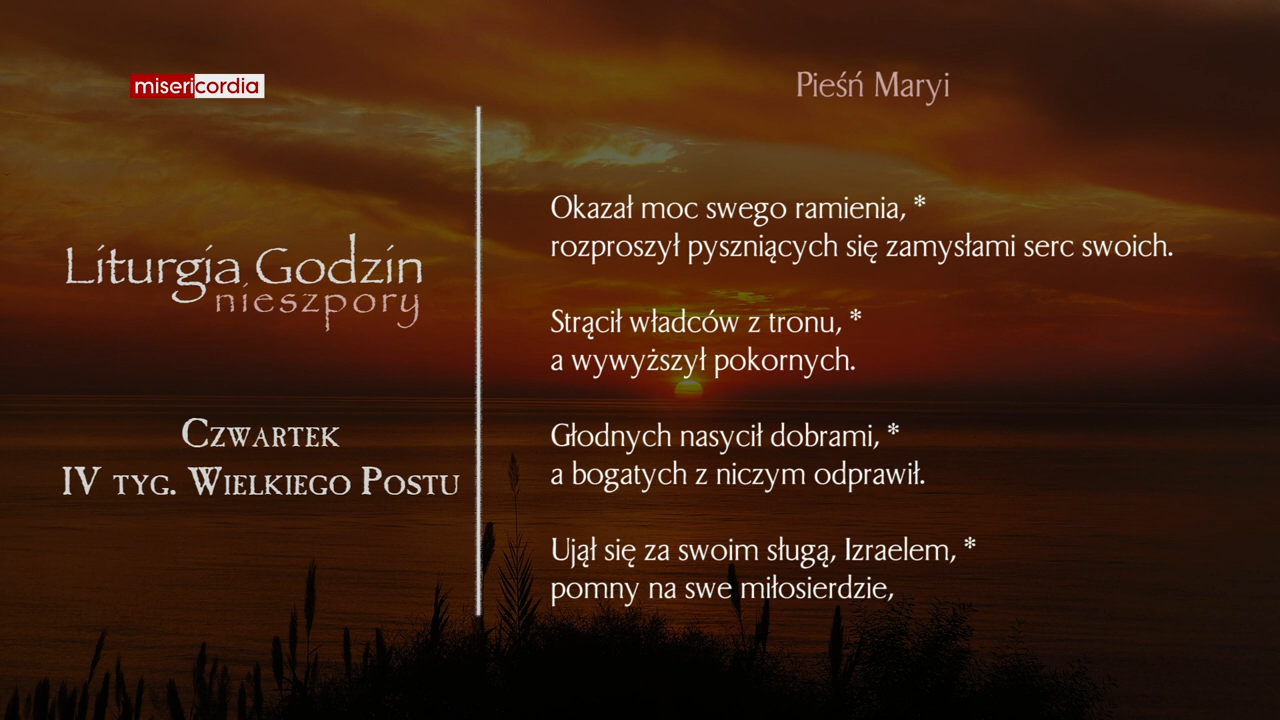 misericordia
Liturgia Godzin
nieszpory
Czwartek
IV tyg. Wielkiego Postu
Pieśń Maryi
Okazał moc swego ramienia, *
rozproszył pyszniących się zamysłami serc swoich.
Strącił władców z tronu, *
a wywyższył pokornych.
Głodnych nasycił dobrami, *
a bogatych z niczym odprawił.
Ujął się za swoim sługą, Izraelem, *
pomny na swe miłosierdzie,